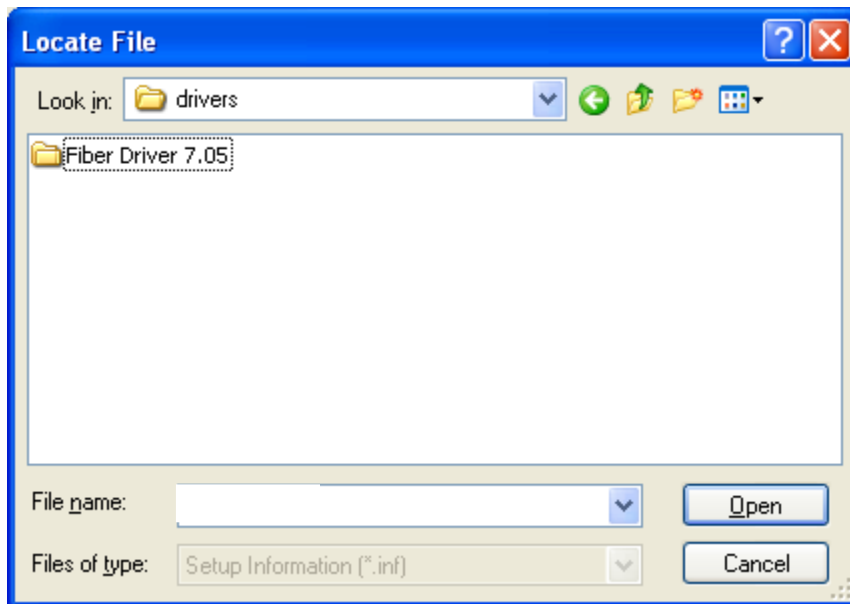 Locate File
Look in: drivers
Fiber Driver 7.05
File name:
Open
Files of type: Setup Information (*.inf)
Cancel